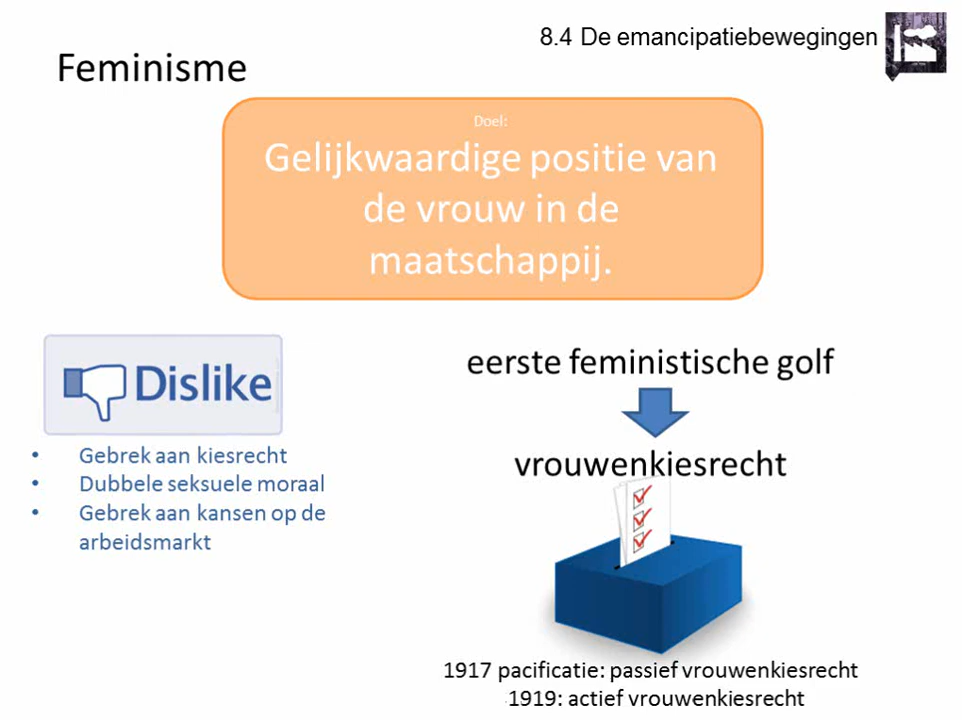 8.4 De emancipatiebewegingen
Feminisme
Doel:
Gelijkwaardige positie van
de vrouw in de
maatschappij.
Dislike
• Gebrek aan kiesrecht
• Dubbele seksuele moraal
• Gebrek aan kansen op de
arbeidsmarkt
eerste feministische golf
vrouwenkiesrecht
1917 pacificatie: passief vrouwenkiesrecht
1919: actief vrouwenkiesrecht